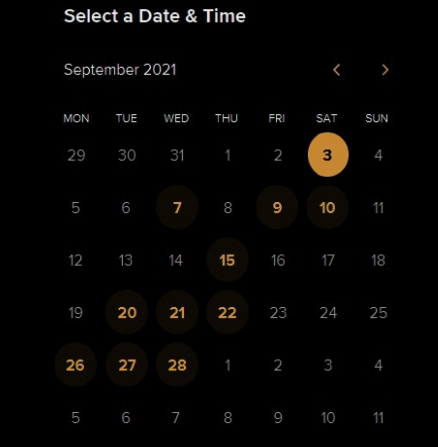 Select a Date & Time
September 2021
MON TUE WED THU FRI SAT SUN
29 30 31 1 2 3 4
5 6 7 8 9 10 11
12 13 14 15 16 17 18
19 20 21 22 23 24 25
26 27 28 1 2 3 4
5 6 7 8 9 10 11